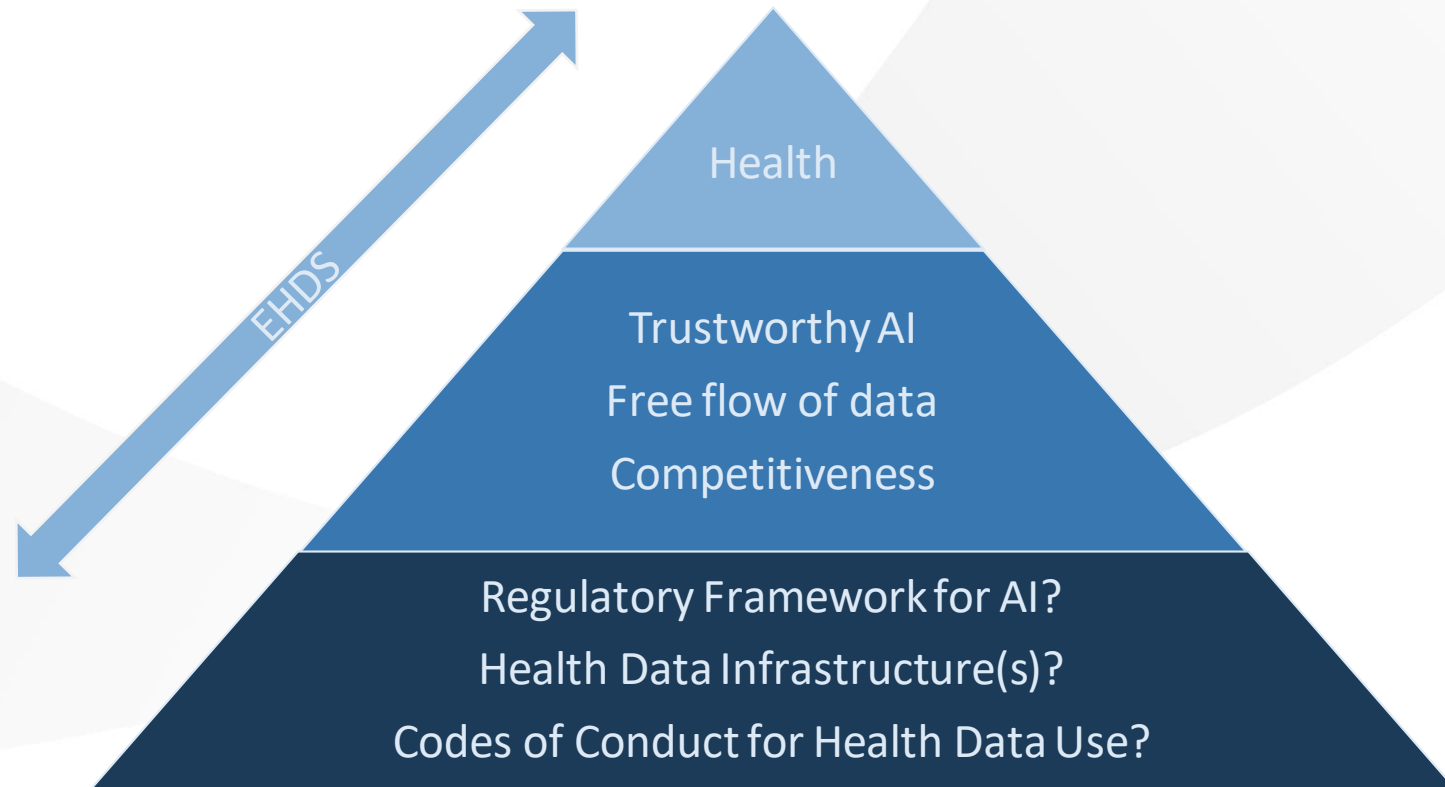 Health
EHDS
Trustworthy AI
Free flow of data
Competitiveness
Regulatory Framework for AI?
Health Data Infrastructure(s)?
Codes of Conduct for Health Data Use?